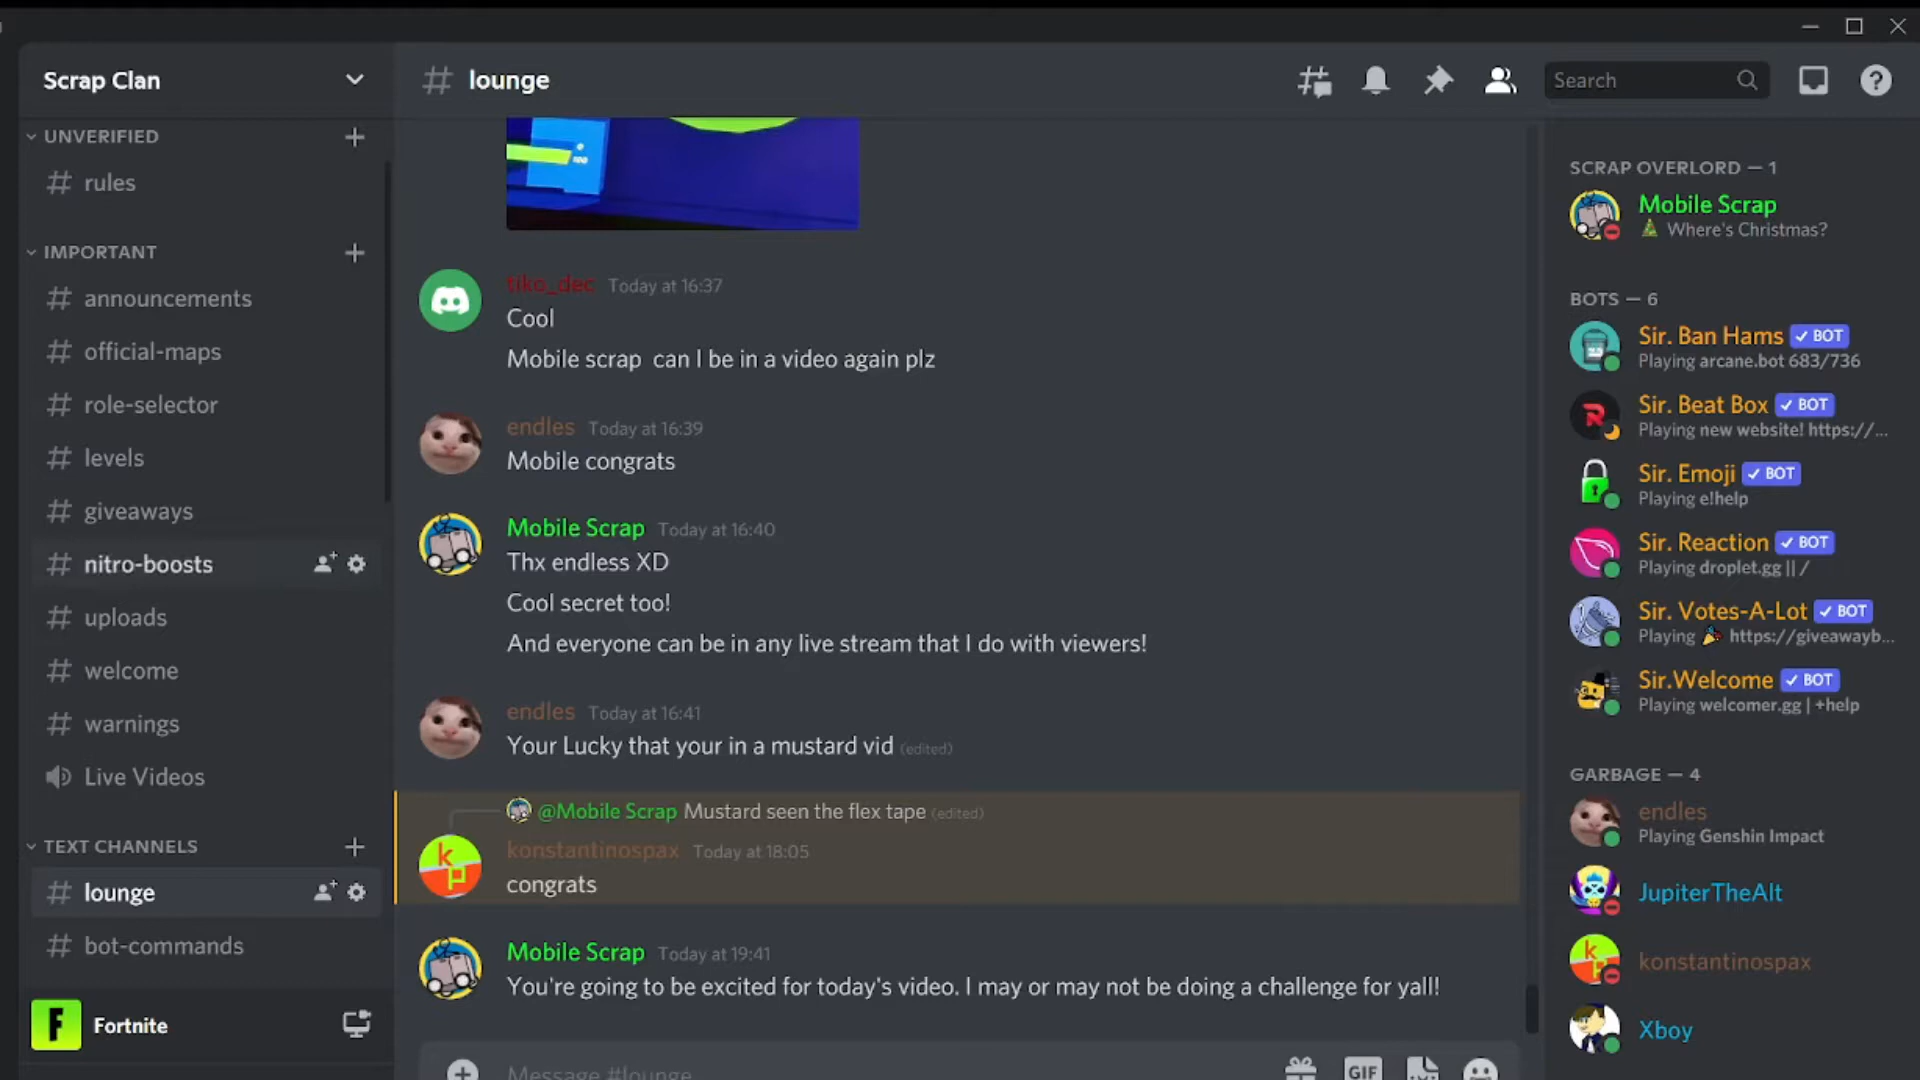 Scrap Clan
UNVERIFIED
rules
IMPORTANT
announcements
official-maps
role-selector
levels
giveaways
nitro-boosts
uploads
welcome
warnings
Live Videos
TEXT CHANNELS
lounge
bot-commands
Fortnite
# lounge
Search
100
tiko_dec Today at 16:37
Cool
Mobile scrap can I be in a video again plz
endles Today at 16:39
Mobile congrats
Mobile Scrap Today at 16:40
Thx endless XD
Cool secret too!
And everyone can be in any live stream that I do with viewers!
endles Today at 16:41
Your Lucky that your in a mustard vid (edited)
@Mobile Scrap Mustard seen the flex tape (edited)
konstantinospax Today at 18:05
congrats
Mobile Scrap Today at 19:41
You're going to be excited for today's video. I may or may not be doing a challenge for yall!
Message #lounge
GIF
SCRAP OVERLORD — 1
Mobile Scrap
Where's Christmas?
BOTS — 6
Sir. Ban Hams ✓ BOT
Playing arcane.bot 683/736
Sir. Beat Box ✓ BOT
Playing new website! https://...
Sir. Emoji ✓ BOT
Playing e!help
Sir. Reaction ✓ BOT
Playing droplet.gg || /
Sir. Votes-A-Lot ✓ BOT
Playing 🎉 https://giveawayb...
Sir.Welcome ✓ BOT
Playing welcomer.gg | +help
GARBAGE — 4
endles
Playing Genshin Impact
JupiterTheAlt
konstantinospax
Xboy